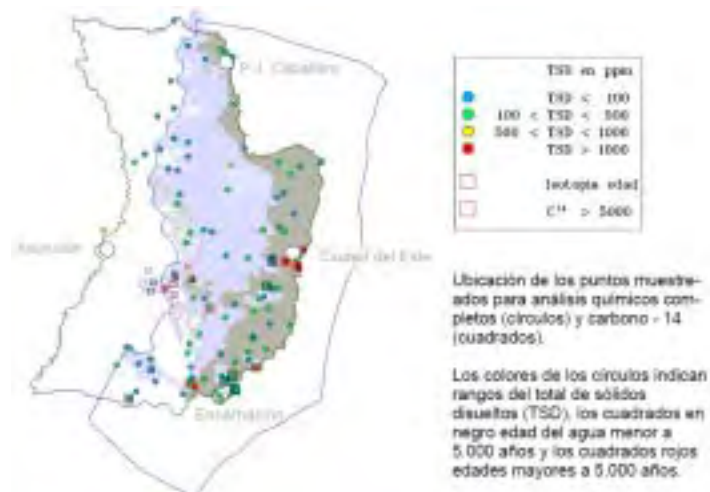 P. J. Caballero
Asunción
Ciudad del Este
Encarnación
TSD en ppm
TSD < 100
100 < TSD < 500
500 < TSD < 1000
TSD > 1000
Isotopia edad
C¹⁴ > 5000
Ubicación de los puntos muestre-
ados para análisis químicos com-
pletos (círculos) y carbono - 14
(cuadrados).
Los colores de los círculos indican
rangos del total de sólidos
disueltos (TSD), los cuadrados en
negro edad del agua menor a
5.000 años y los cuadrados rojos
edades mayores a 5.000 años.